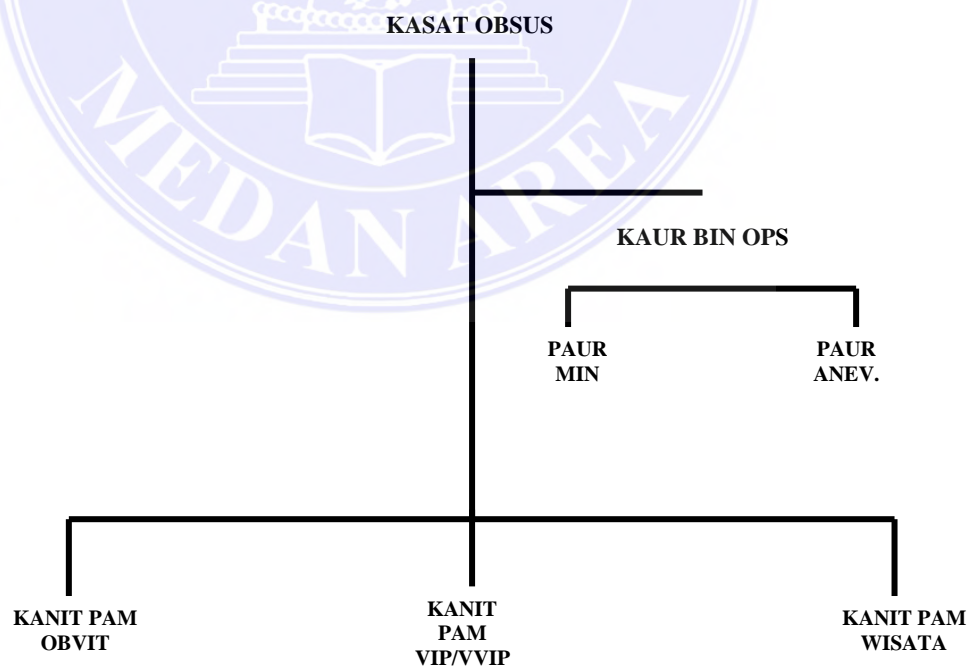 KASAT OBSUS
MEDAN AREA
KAUR BIN OPS
PAUR
MIN
PAUR
ANEV.
KANIT PAM
OBVIT
KANIT
PAM
VIP/VVIP
KANIT PAM
WISATA